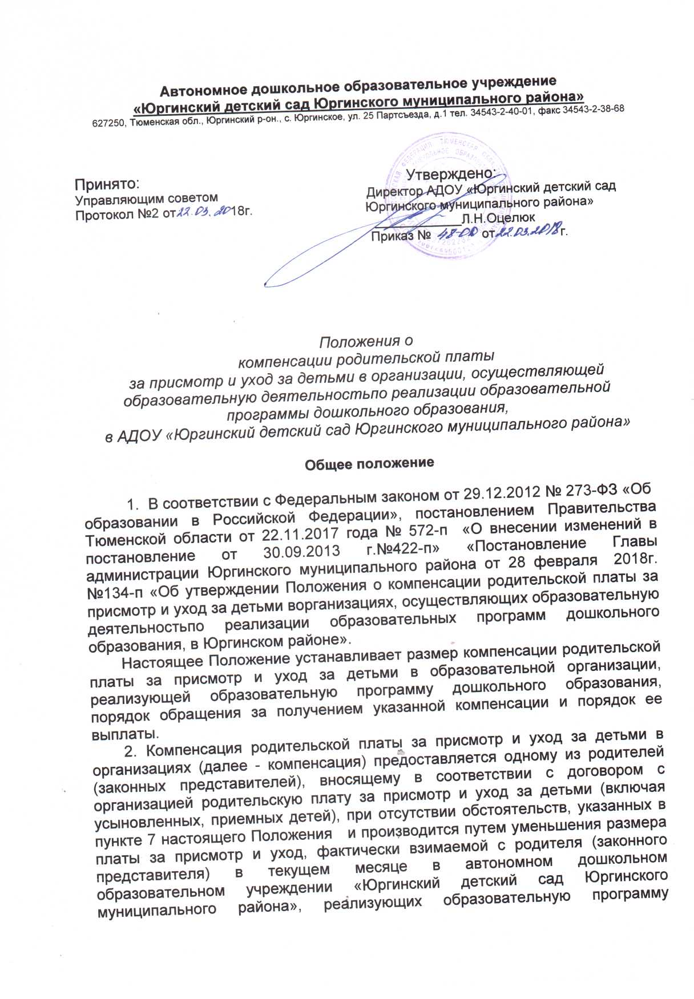 Автономное дошкольное образовательное учреждение
«Юргинский детский сад Юргинского муниципального района»
627250, Тюменская обл., Юргинский р-он., с. Юргинское, ул. 25 Партсъезда, д.1 тел. 34543-2-40-01, факс 34543-2-38-68
Принято:
Управляющим советом
Протокол №2 от 22.03.2018г.
Утверждено:
Директор АДОУ «Юргинский детский сад
Юргинского муниципального района»
____________Л.Н.Оцелюк
Приказ № 48-ОД от 22.03.2018 г.
Положения о
компенсации родительской платы
за присмотр и уход за детьми в организации, осуществляющей
образовательную деятельностьпо реализации образовательной
программы дошкольного образования,
в АДОУ «Юргинский детский сад Юргинского муниципального района»
Общее положение
1. В соответствии с Федеральным законом от 29.12.2012 № 273-ФЗ «Об
образовании в Российской Федерации», постановлением Правительства
Тюменской области от 22.11.2017 года № 572-п «О внесении изменений в
постановление от 30.09.2013 г.№422-п» «Постановление Главы
администрации Юргинского муниципального района от 28 февраля 2018г.
№134-п «Об утверждении Положения о компенсации родительской платы за
присмотр и уход за детьми ворганизациях, осуществляющих образовательную
деятельностьпо реализации образовательных программ дошкольного
образования, в Юргинском районе».
Настоящее Положение устанавливает размер компенсации родительской
платы за присмотр и уход за детьми в образовательной организации,
реализующей образовательную программу дошкольного образования,
порядок обращения за получением указанной компенсации и порядок ее
выплаты.
2. Компенсация родительской платы за присмотр и уход за детьми в
организациях (далее - компенсация) предоставляется одному из родителей
(законных представителей), вносящему в соответствии с договором с
организацией родительскую плату за присмотр и уход за детьми (включая
усыновленных, приемных детей), при отсутствии обстоятельств, указанных в
пункте 7 настоящего Положения и производится путем уменьшения размера
платы за присмотр и уход, фактически взимаемой с родителя (законного
представителя) в текущем месяце в автономном дошкольном
образовательном учреждении «Юргинский детский сад Юргинского
муниципального района», реализующих образовательную программу